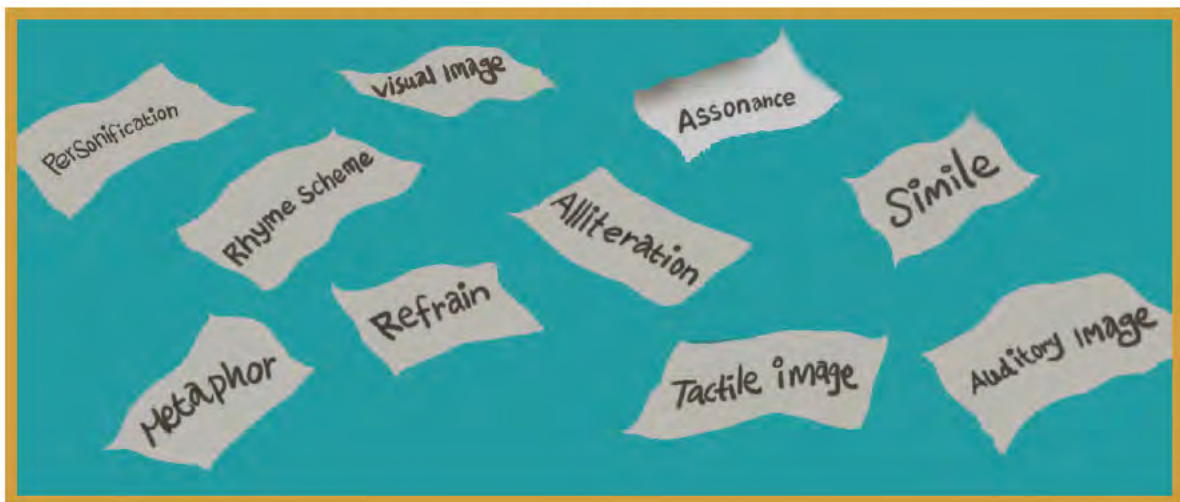 Personification
Visual Image
Assonance
Rhyme Scheme
Alliteration
Simile
Refrain
Metaphor
Tactile image
Auditory Image